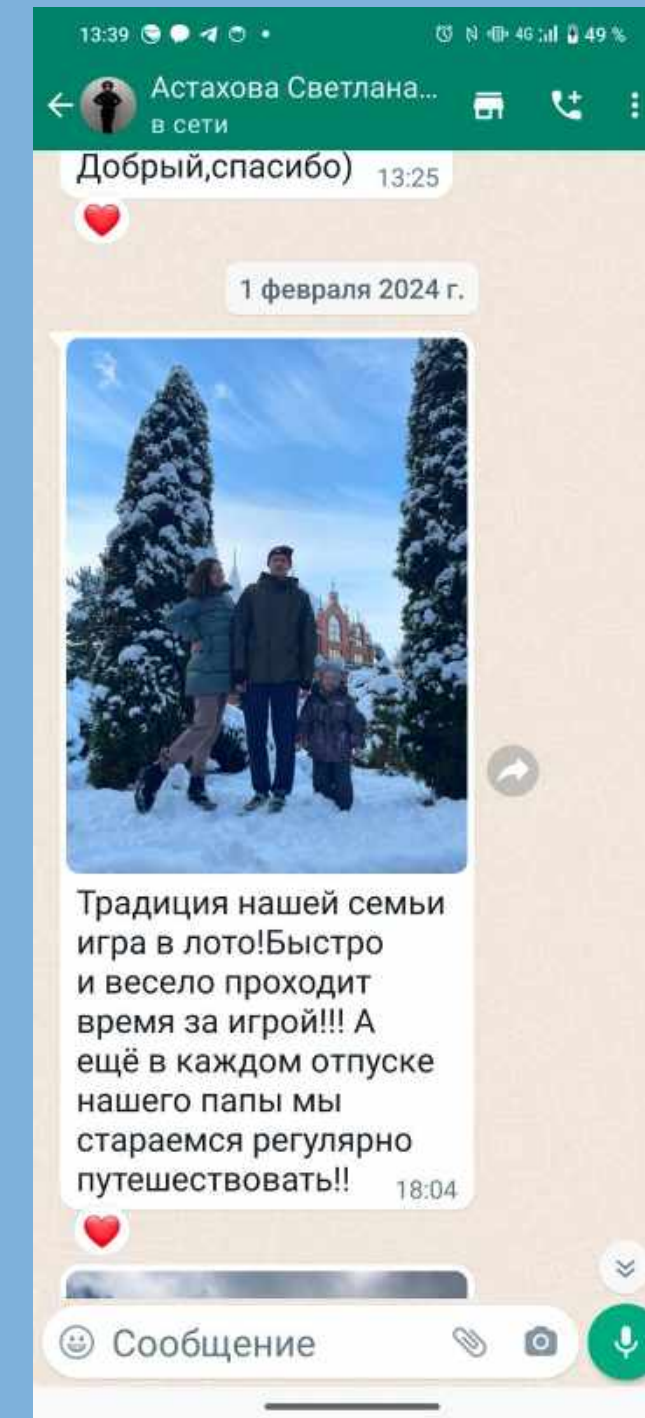 13:39 4G 49 %
Астахова Светлана...
в сети
Добрый,спасибо) 13:25
1 февраля 2024 г.
Традиция нашей семьи
игра в лото!Быстро
и весело проходит
время за игрой!!! А
ещё в каждом отпуске
нашего папы мы
стараемся регулярно
путешествовать!! 18:04
Сообщение